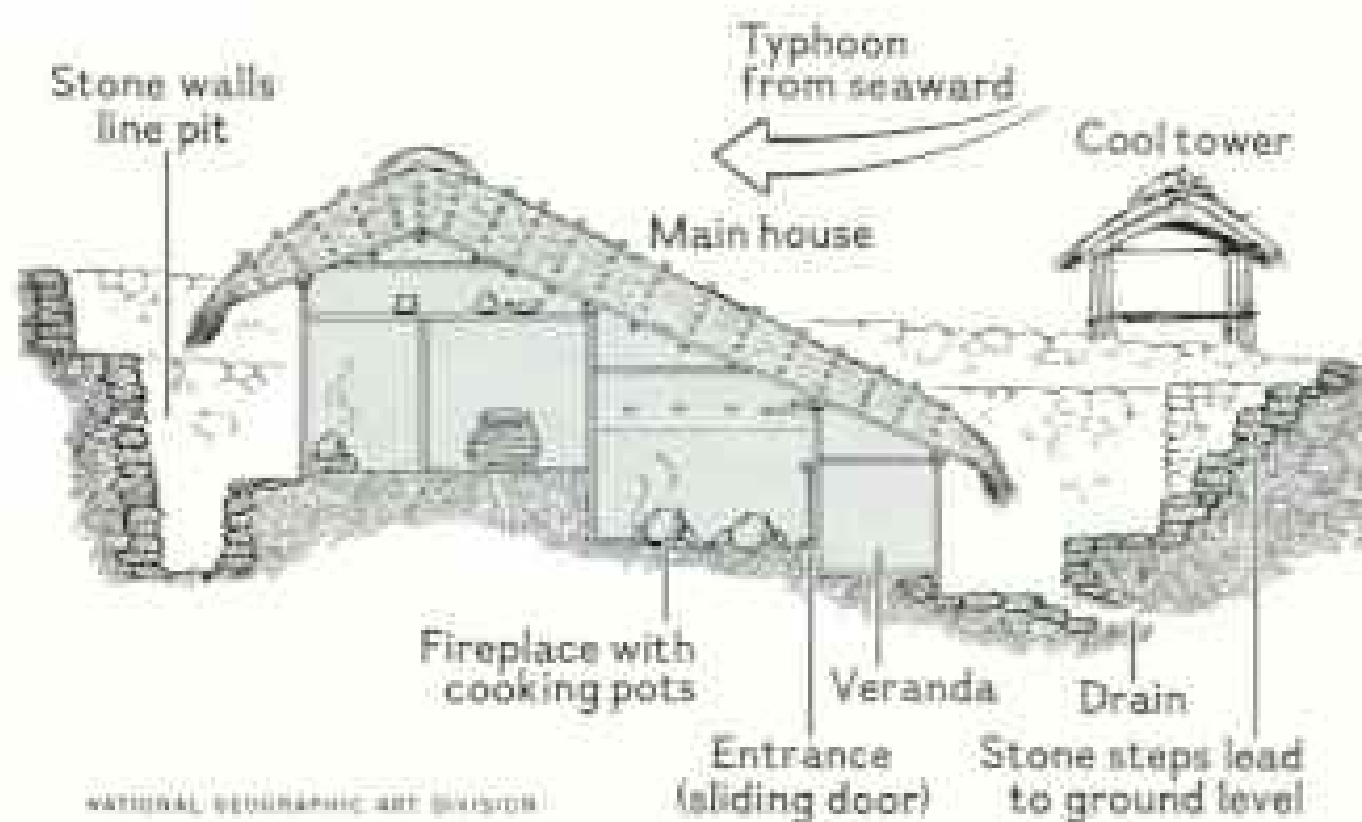 Typhoon
from seaward
Stone walls
line pit
Cool tower
Main house
Fireplace with
cooking pots
Veranda
Drain
Entrance
(sliding door)
Stone steps lead
to ground level
NATIONAL GEOGRAPHIC ART DIVISION